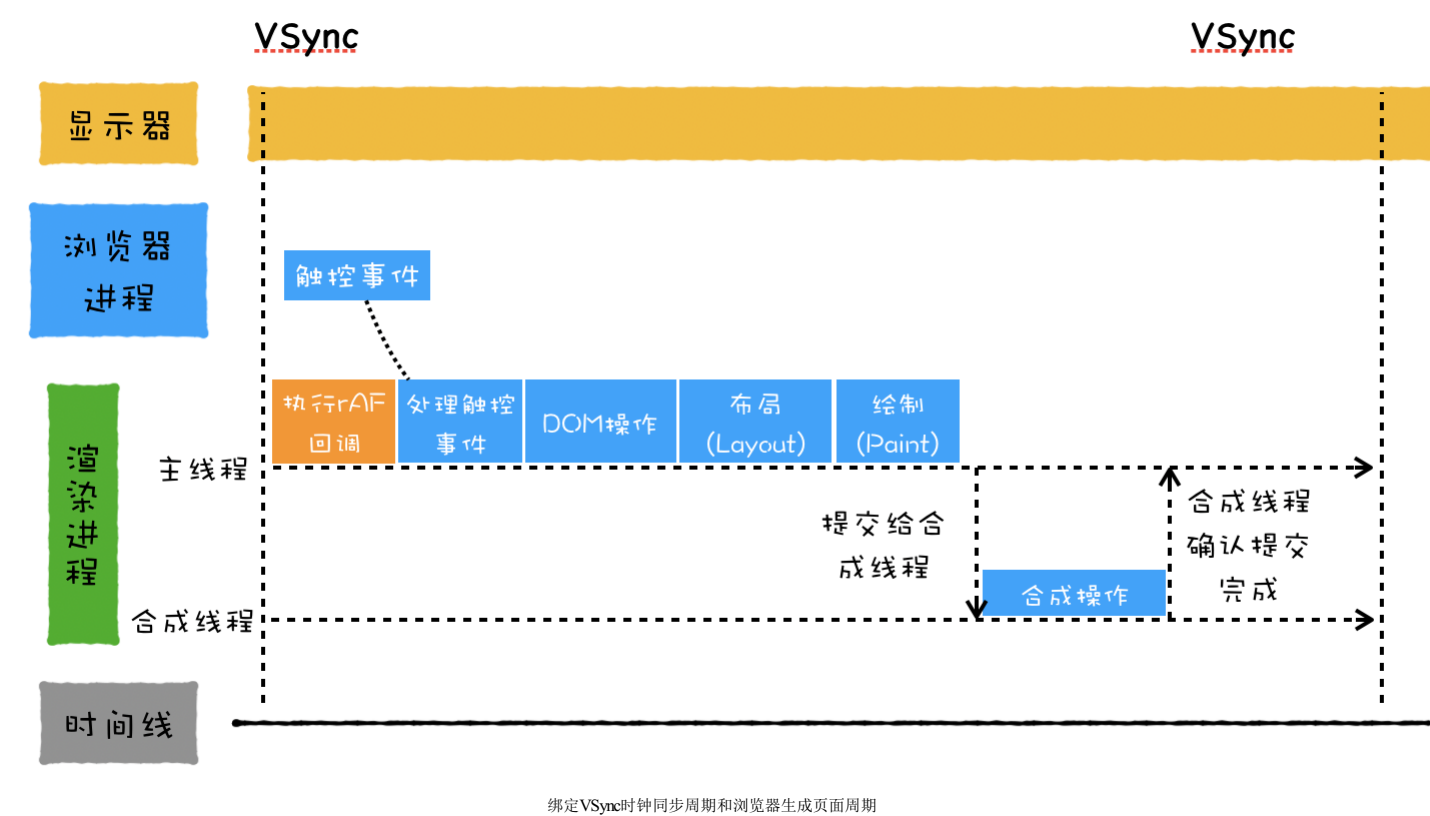 VSync
VSync
显示器
浏览器
进程
触控事件
渲染进程
主线程
执行rAF
回调
处理触控
事件
DOM操作
布局
(Layout)
绘制
(Paint)
提交给合
成线程
合成线程
确认提交
完成
合成操作
合成线程
时间线
绑定VSync时钟同步周期和浏览器生成页面周期